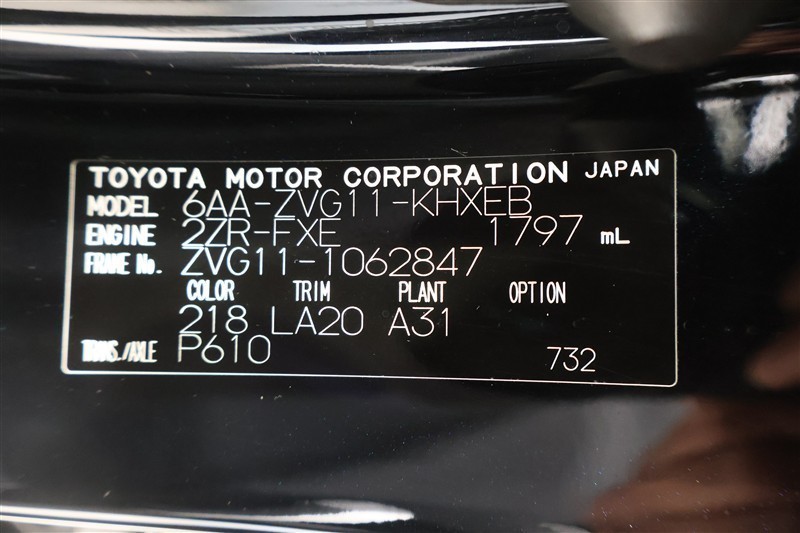 TOYOTA MOTOR CORPORATION JAPAN
MODEL 6AA-ZVG11-KHXEB
ENGINE 2ZR-FXE 1797 mL
FRAME No. ZVG11-1062847
COLOR TRIM PLANT OPTION
218 LA20 A31
TRANS./AXLE P610 732